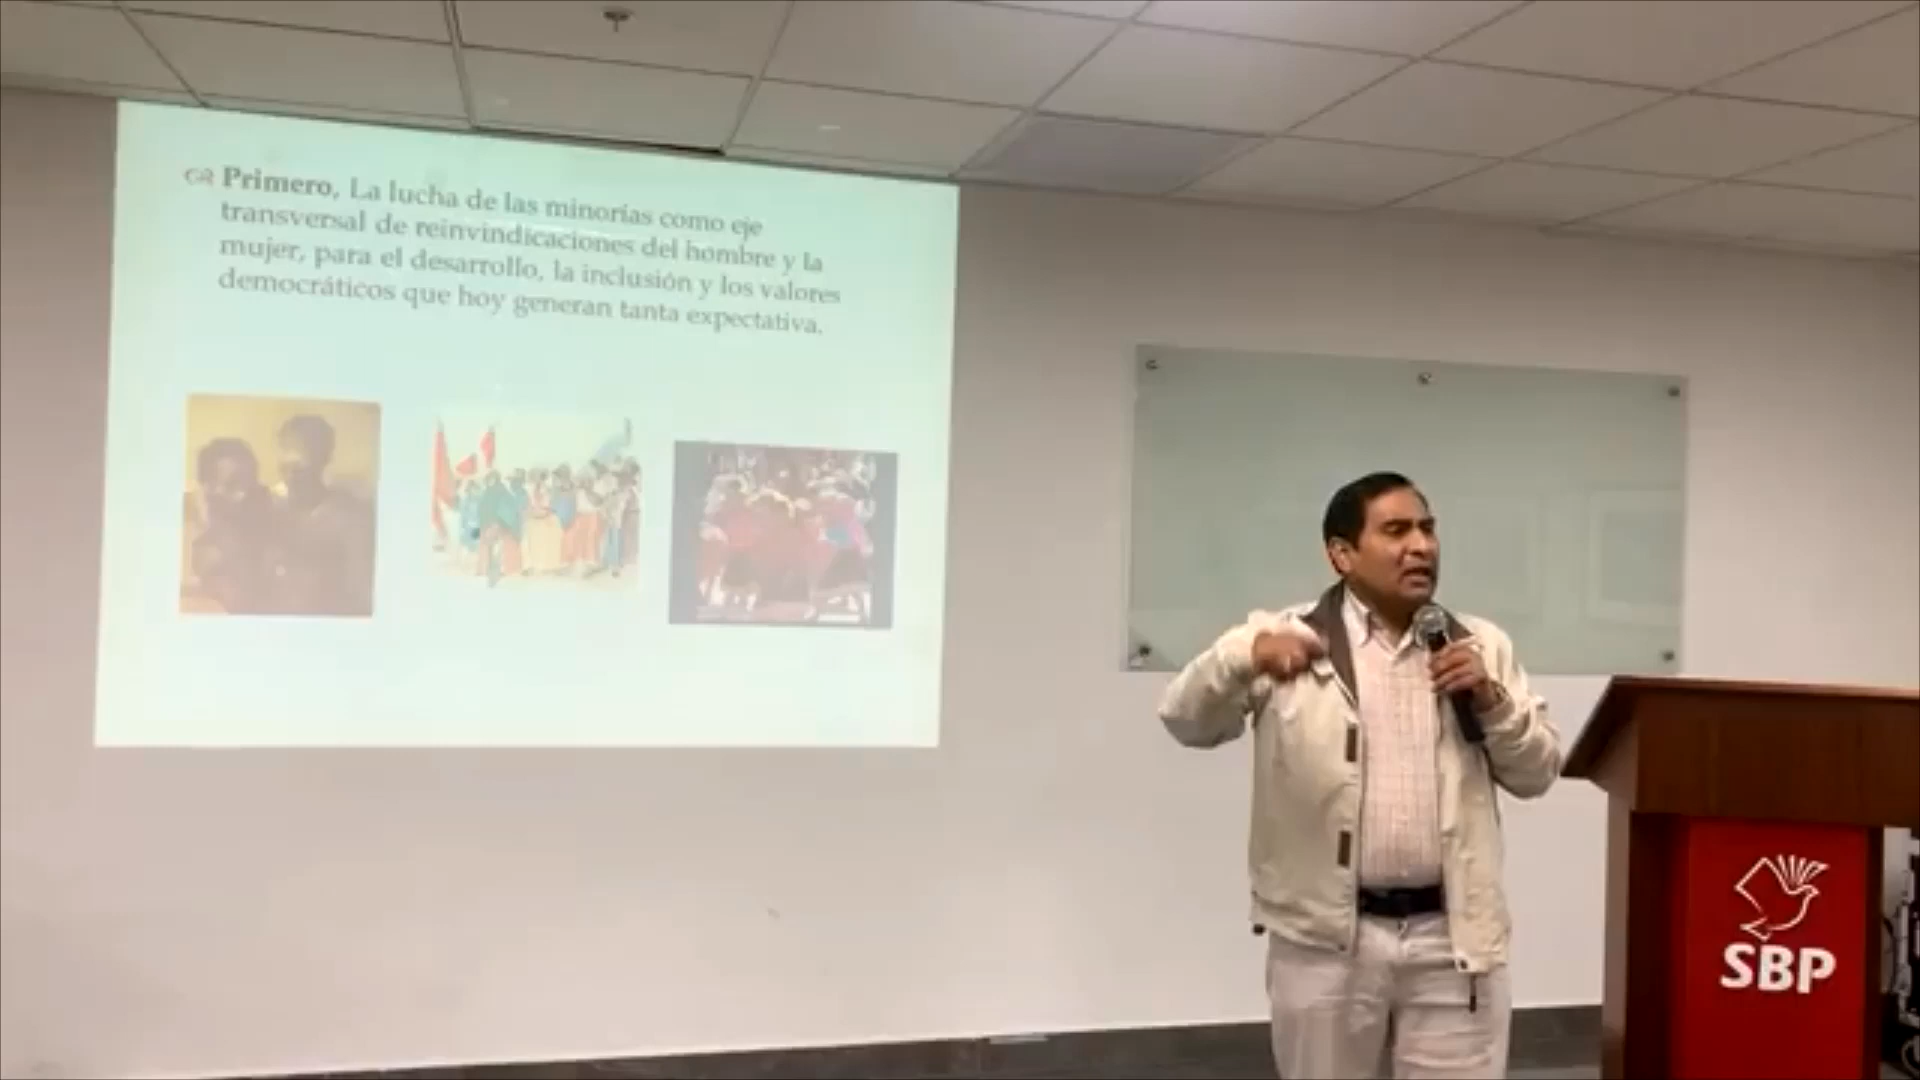 Primero, La lucha de las minorías como eje
transversal de reinvindicaciones del hombre y la
mujer, para el desarrollo, la inclusión y los valores
democráticos que hoy generan tanta expectativa.
SBP